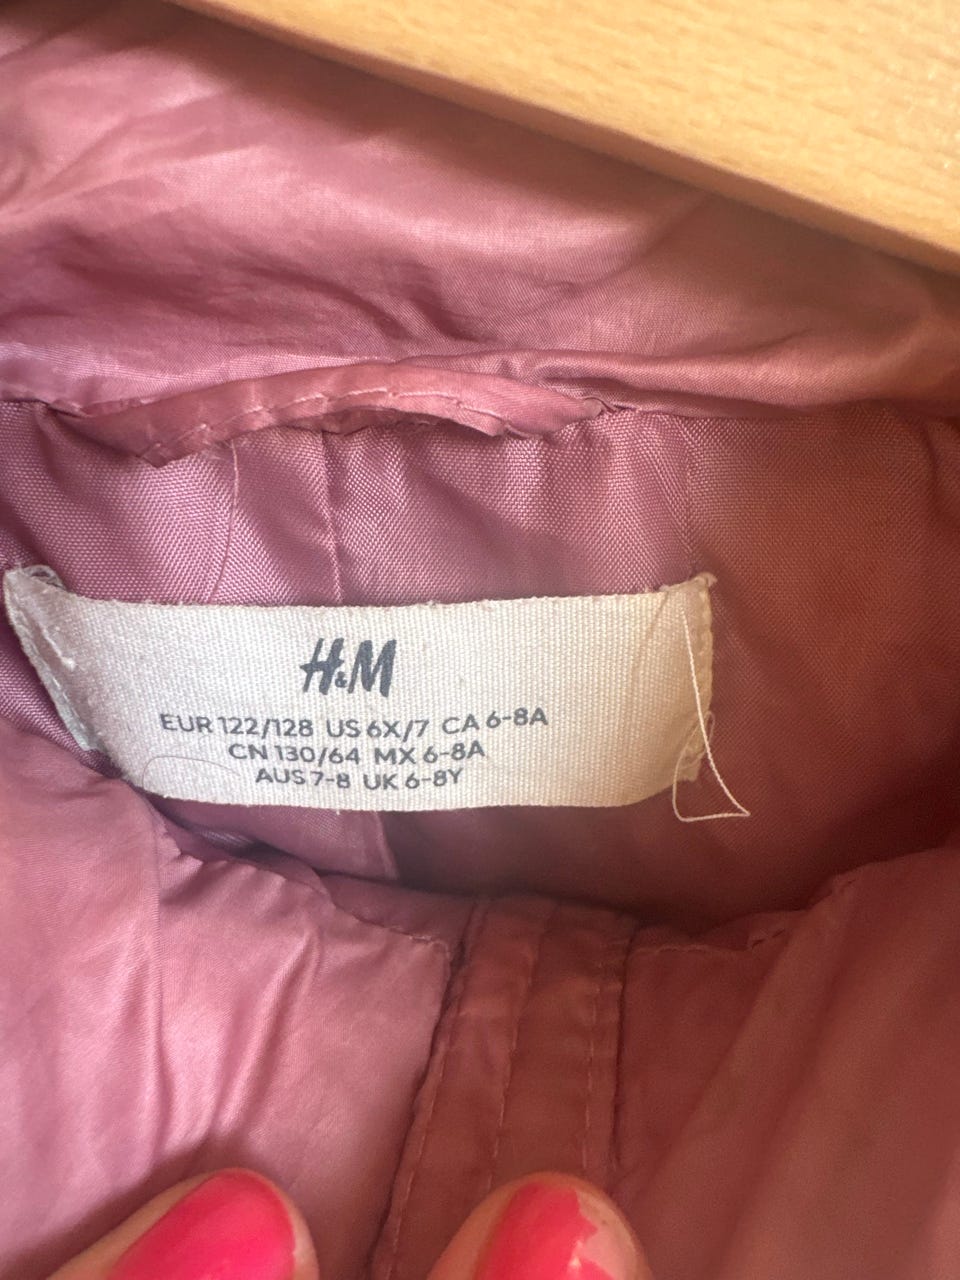 H&M
EUR 122/128 US 6X/7 CA 6-8A
CN 130/64 MX 6-8A
AUS 7-8 UK 6-8Y